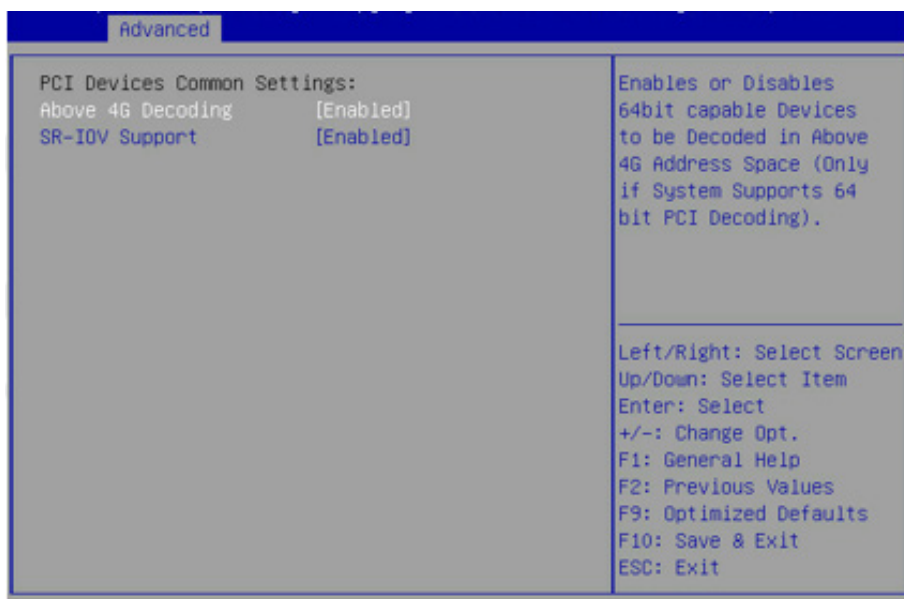 Advanced
PCI Devices Common Settings:
Above 4G Decoding [Enabled]
SR-IOV Support [Enabled]
Enables or Disables
64bit capable Devices
to be Decoded in Above
4G Address Space (Only
if System Supports 64
bit PCI Decoding).
Left/Right: Select Screen
Up/Down: Select Item
Enter: Select
+/-: Change Opt.
F1: General Help
F2: Previous Values
F9: Optimized Defaults
F10: Save & Exit
ESC: Exit